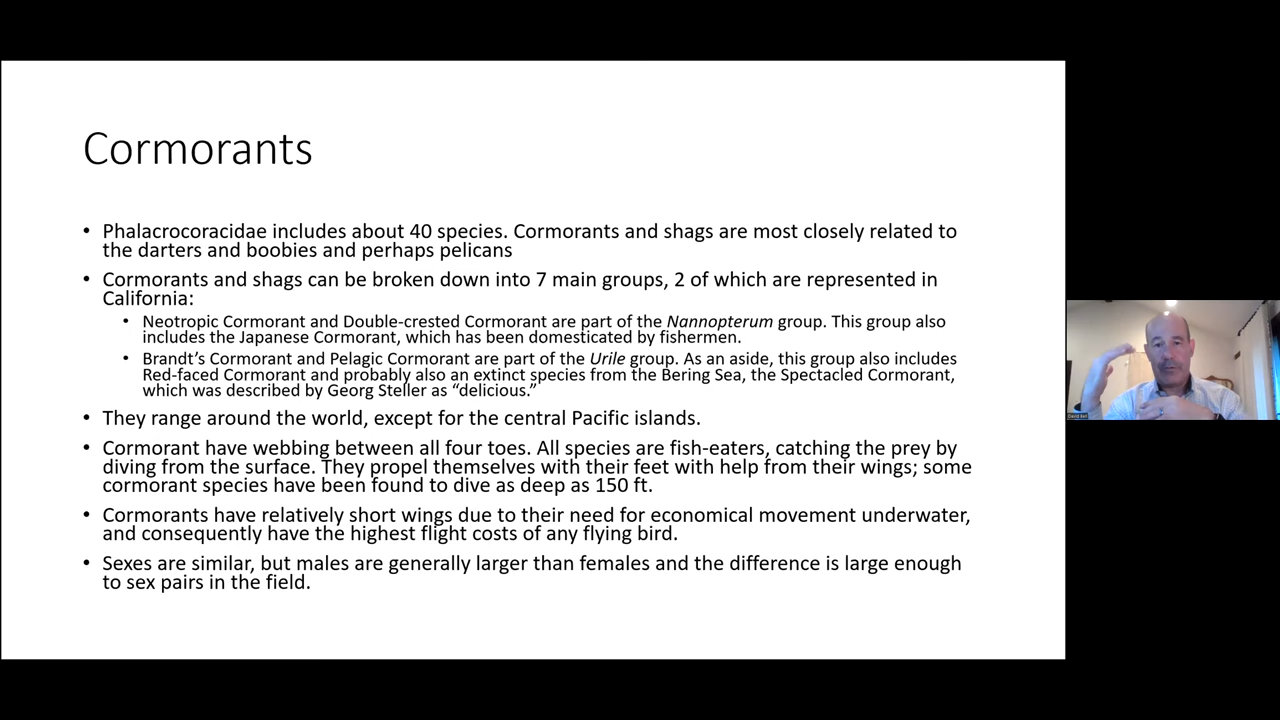 Cormorants
• Phalacrocoracidae includes about 40 species. Cormorants and shags are most closely related to
the darters and boobies and perhaps pelicans
• Cormorants and shags can be broken down into 7 main groups, 2 of which are represented in
California:
• Neotropic Cormorant and Double-crested Cormorant are part of the Nannopterum group. This group also
includes the Japanese Cormorant, which has been domesticated by fishermen.
• Brandt’s Cormorant and Pelagic Cormorant are part of the Urile group. As an aside, this group also includes
Red-faced Cormorant and probably also an extinct species from the Bering Sea, the Spectacled Cormorant,
which was described by Georg Steller as “delicious.”
• They range around the world, except for the central Pacific islands.
• Cormorant have webbing between all four toes. All species are fish-eaters, catching the prey by
diving from the surface. They propel themselves with their feet with help from their wings; some
cormorant species have been found to dive as deep as 150 ft.
• Cormorants have relatively short wings due to their need for economical movement underwater,
and consequently have the highest flight costs of any flying bird.
• Sexes are similar, but males are generally larger than females and the difference is large enough
to sex pairs in the field.
David Bell